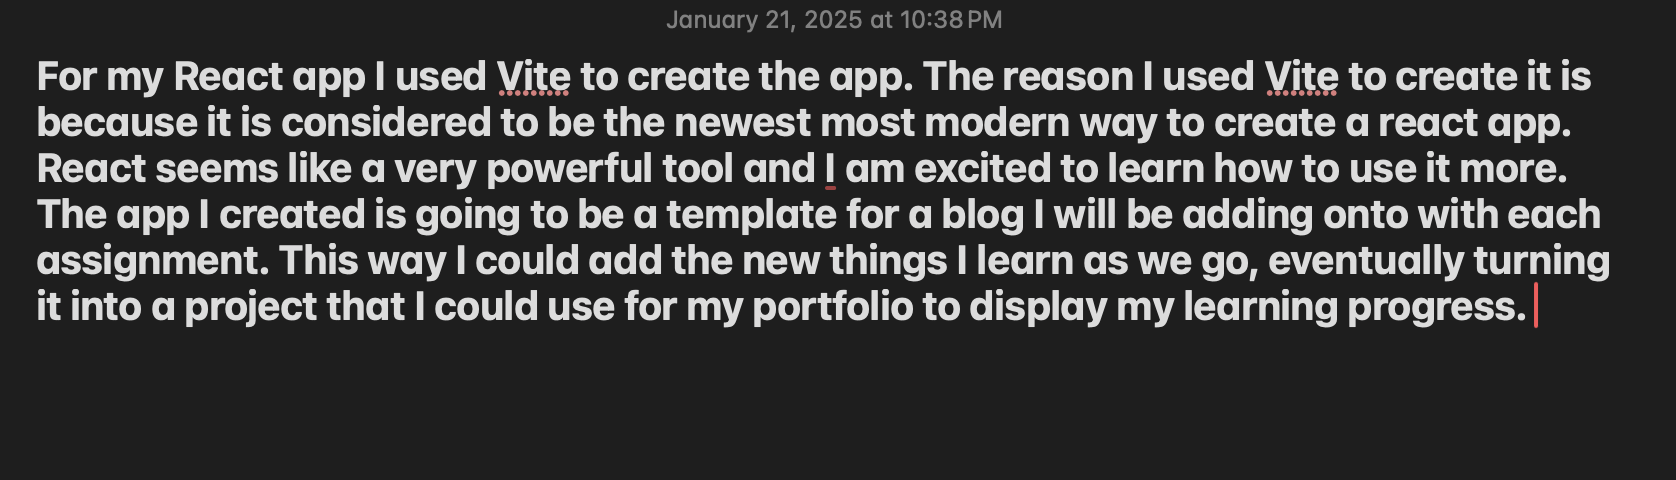 January 21, 2025 at 10:38 PM
For my React app I used Vite to create the app. The reason I used Vite to create it is
because it is considered to be the newest most modern way to create a react app.
React seems like a very powerful tool and I am excited to learn how to use it more.
The app I created is going to be a template for a blog I will be adding onto with each
assignment. This way I could add the new things I learn as we go, eventually turning
it into a project that I could use for my portfolio to display my learning progress.